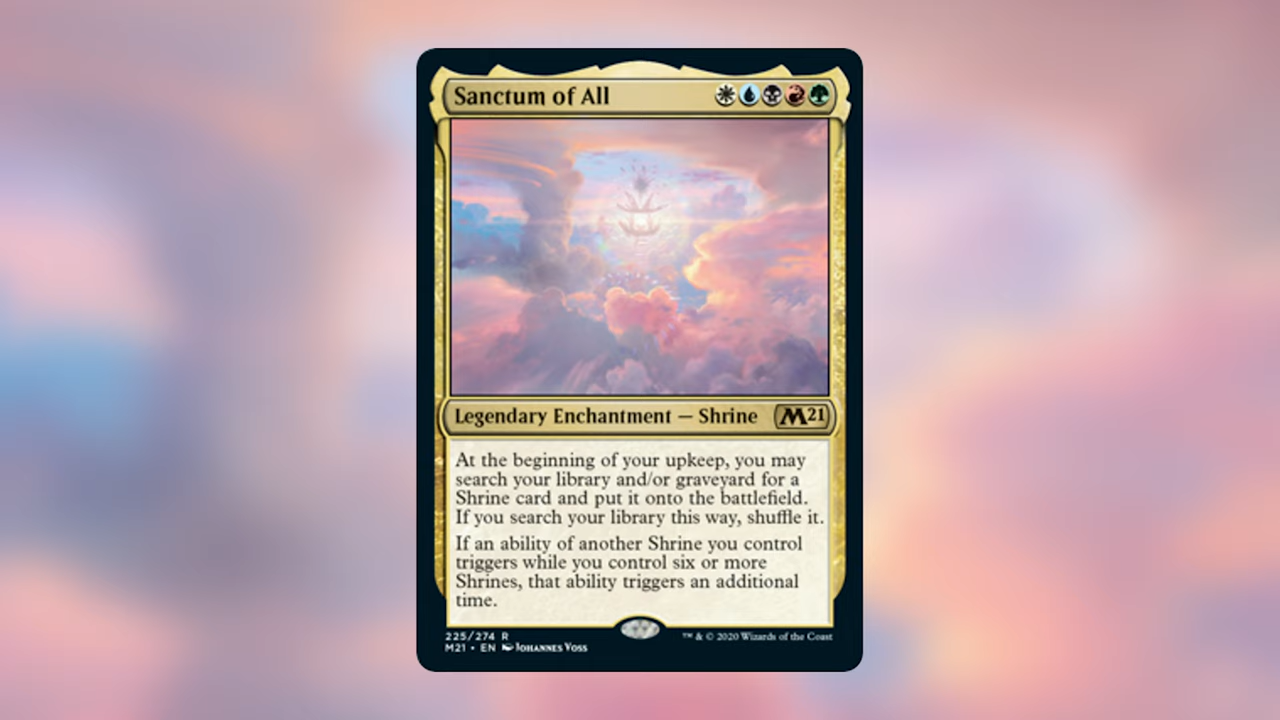 Sanctum of All
Legendary Enchantment — Shrine M21
At the beginning of your upkeep, you may
search your library and/or graveyard for a
Shrine card and put it onto the battlefield.
If you search your library this way, shuffle it.
If an ability of another Shrine you control
triggers while you control six or more
Shrines, that ability triggers an additional
time.
225/274 R ™ & © 2020 Wizards of the Coast
M21 • EN Johannes Voss